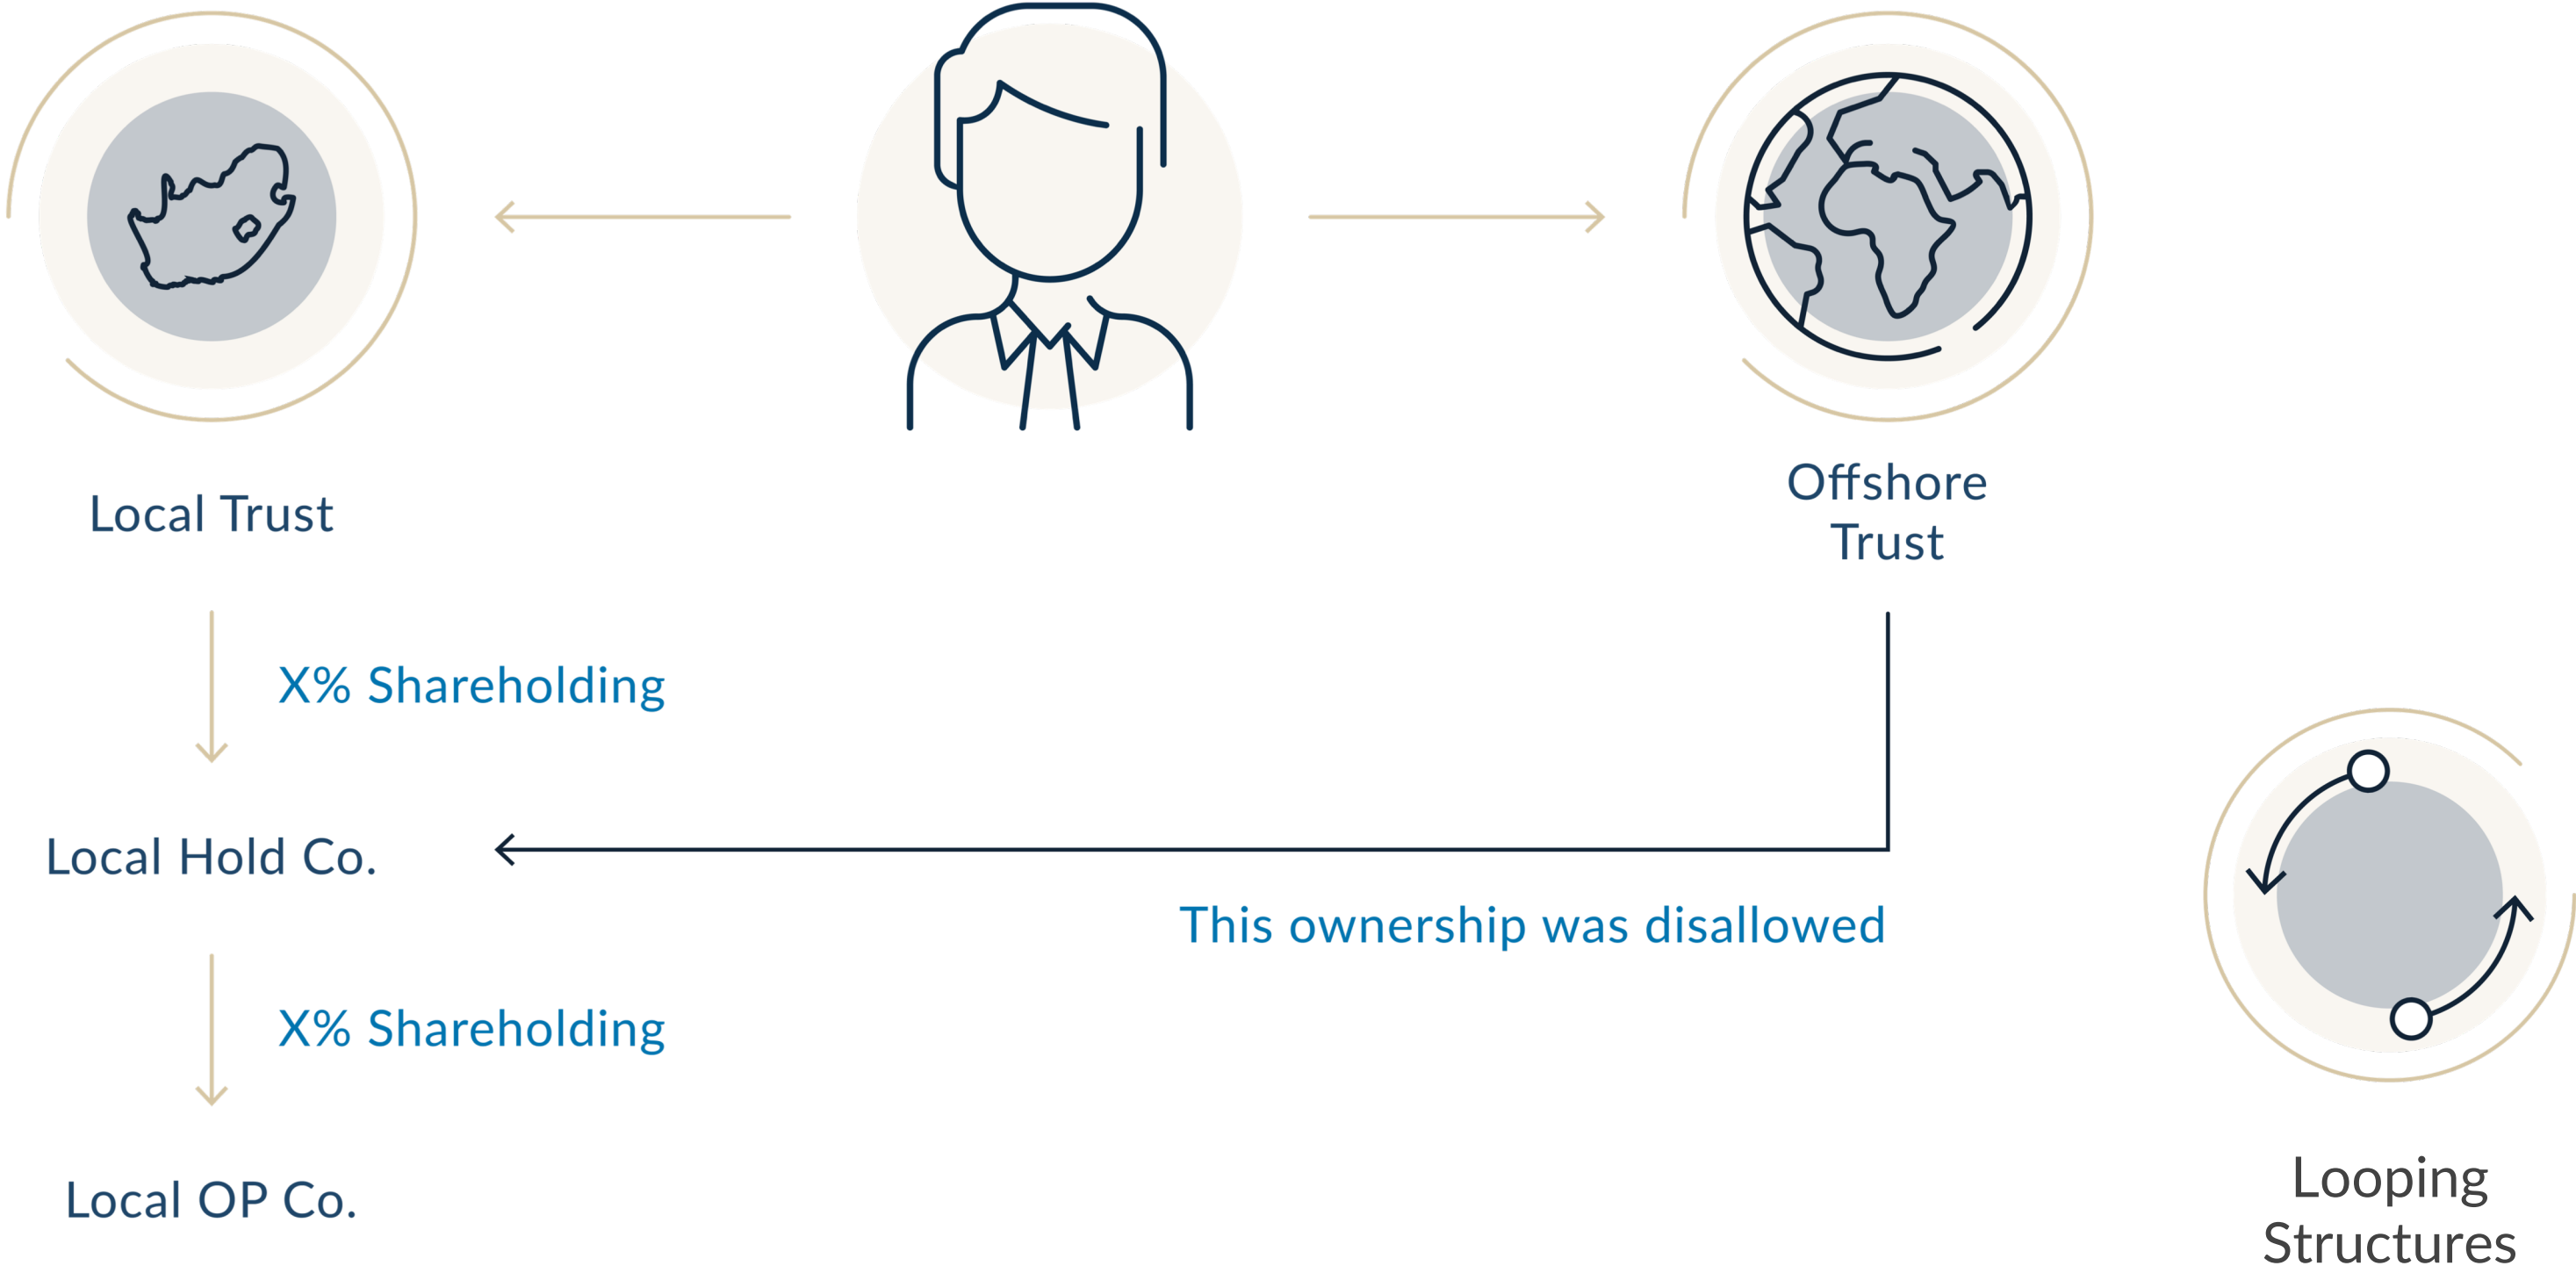 Local Trust
Offshore
Trust
X% Shareholding
Local Hold Co.
This ownership was disallowed
X% Shareholding
Local OP Co.
Looping
Structures